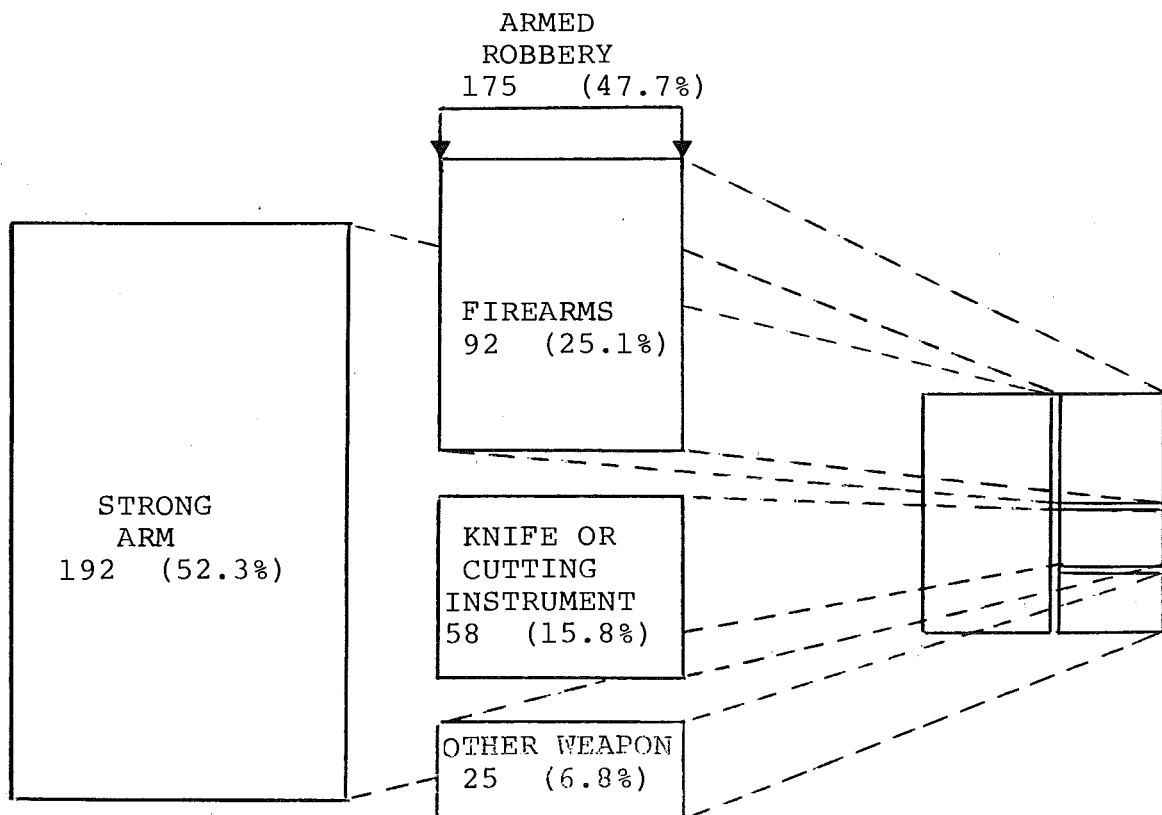 ARMED
ROBBERY
175 (47.7%)
FIREARMS
92 (25.1%)
STRONG
ARM
192 (52.3%)
KNIFE OR
CUTTING
INSTRUMENT
58 (15.8%)
OTHER WEAPON
25 (6.8%)